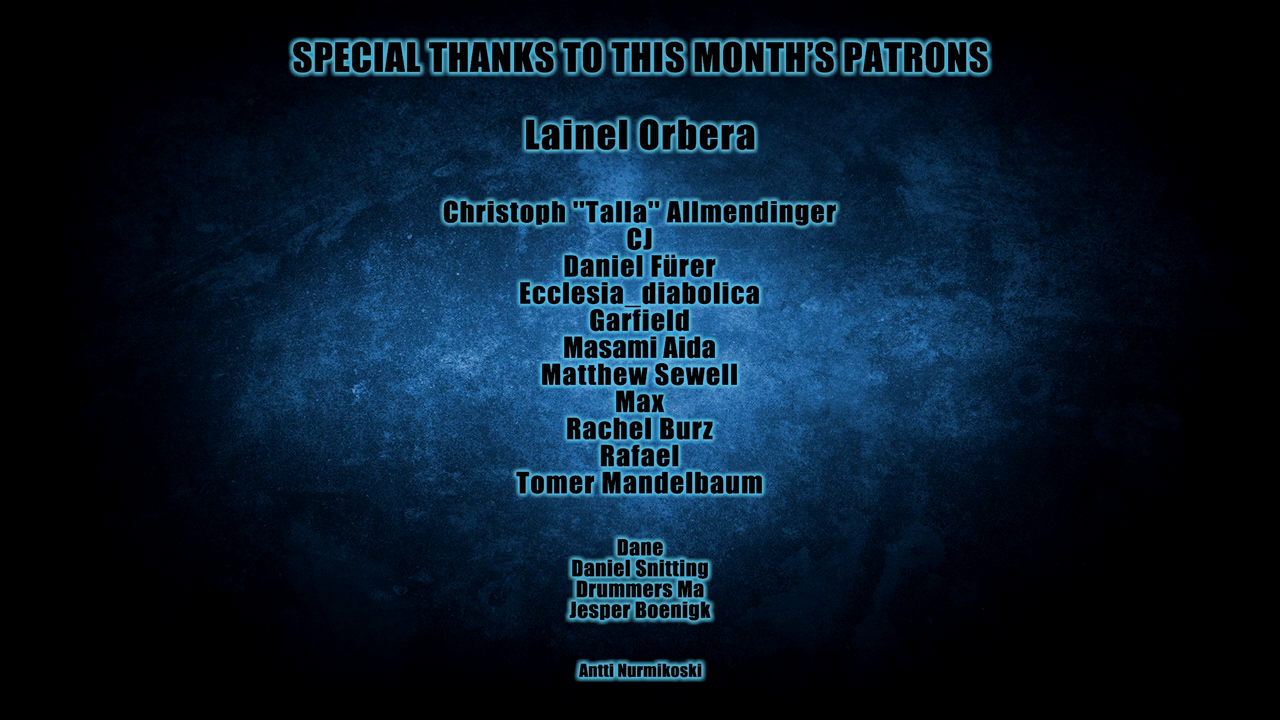 SPECIAL THANKS TO THIS MONTH'S PATRONS
Lainel Orbera
Christoph "Talla" Allmendinger
CJ
Daniel Fürer
Ecclesia_diabolica
Garfield
Masami Aida
Matthew Sewell
Max
Rachel Burz
Rafael
Tomer Mandelbaum
Dane
Daniel Snitting
Drummers Ma
Jesper Boenigk
Antti Nurmikoski